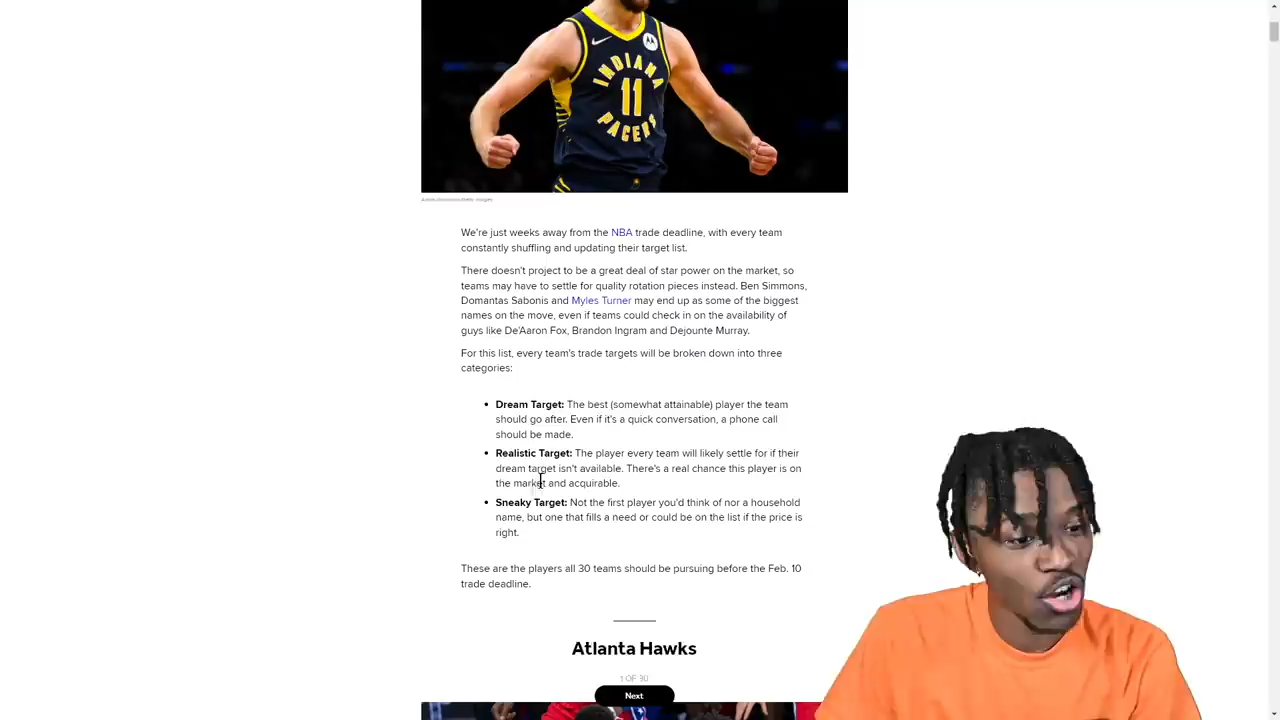 INDIANA
11
PACERS
We're just weeks away from the NBA trade deadline, with every team
constantly shuffling and updating their target list.
There doesn't project to be a great deal of star power on the market, so
teams may have to settle for quality rotation pieces instead. Ben Simmons,
Domantas Sabonis and Myles Turner may end up as some of the biggest
names on the move, even if teams could check in on the availability of
guys like De'Aaron Fox, Brandon Ingram and Dejounte Murray.
For this list, every team's trade targets will be broken down into three
categories:
• Dream Target: The best (somewhat attainable) player the team
should go after. Even if it's a quick conversation, a phone call
should be made.
• Realistic Target: The player every team will likely settle for if their
dream target isn't available. There's a real chance this player is on
the market and acquirable.
• Sneaky Target: Not the first player you'd think of nor a household
name, but one that fills a need or could be on the list if the price is
right.
These are the players all 30 teams should be pursuing before the Feb. 10
trade deadline.
Atlanta Hawks
1 OF 30
Next